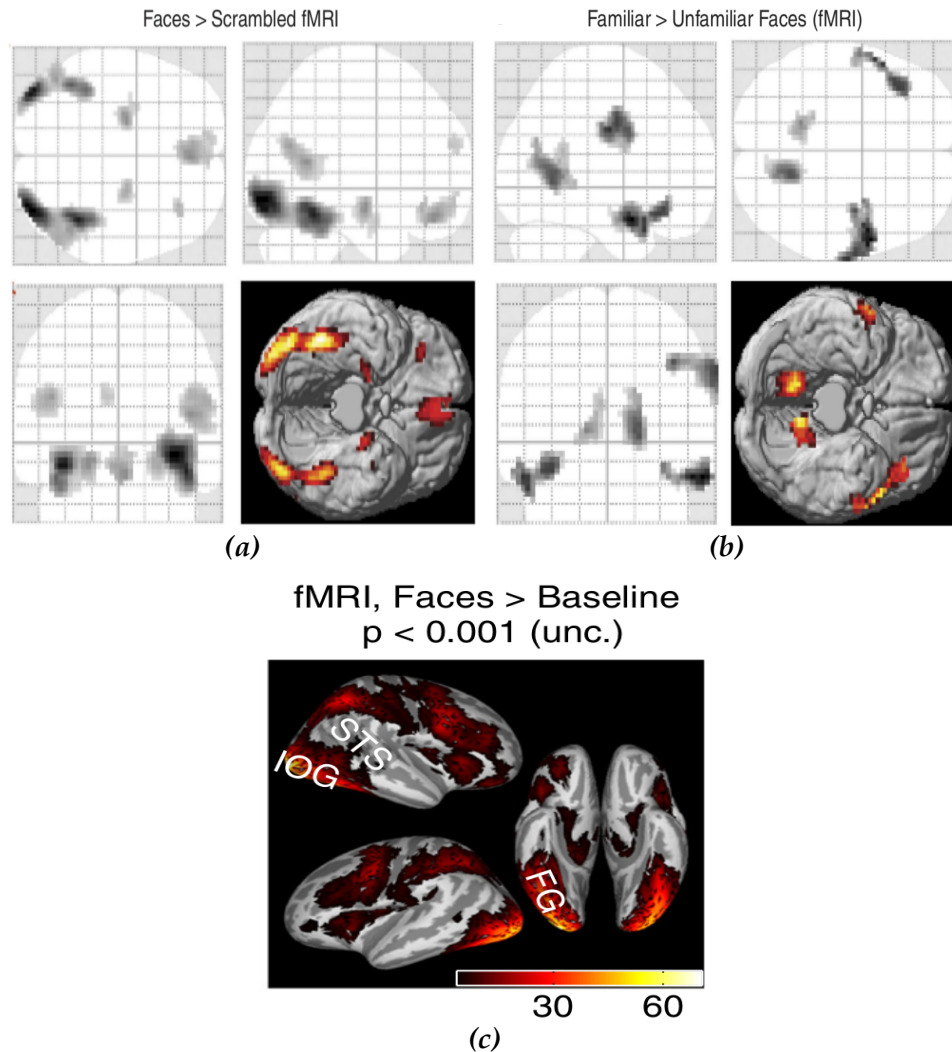 Faces > Scrambled fMRI
Familiar > Unfamiliar Faces (fMRI)
(a)
(b)
fMRI, Faces > Baseline
p < 0.001 (unc.)
STS
IOG
FG
30
60
(c)